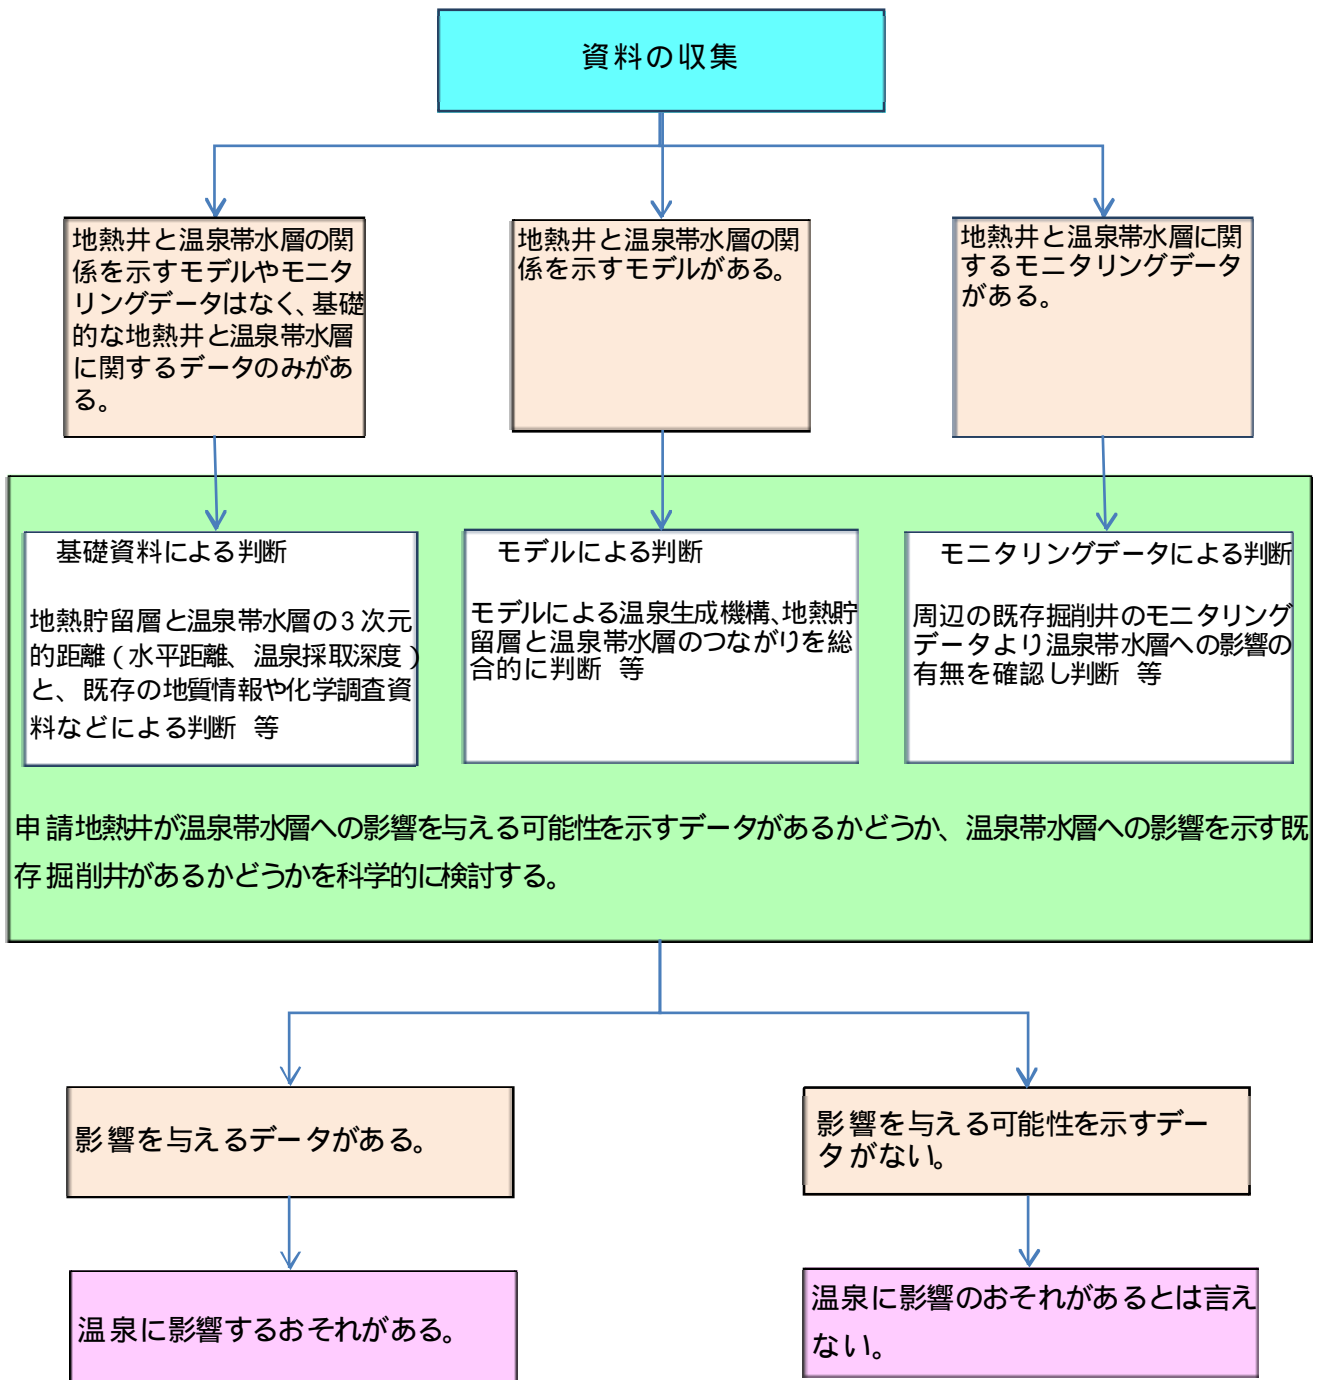 資料の収集
地熱井と温泉帯水層の関
係を示すモデルやモニタ
リングデータはなく、基礎
的な地熱井と温泉帯水層
に関するデータのみがあ
る。
地熱井と温泉帯水層の関
係を示すモデルがある。
地熱井と温泉帯水層に関
するモニタリングデータ
がある。
基礎資料による判断
地熱貯留層と温泉帯水層の3次元
的距離(水平距離、温泉採取深度)
と、既存の地質情報や化学調査資
料などによる判断 等
モデルによる判断
モデルによる温泉生成機構、地熱貯
留層と温泉帯水層のつながりを総
合的に判断 等
モニタリングデータによる判断
周辺の既存掘削井のモニタリング
データより温泉帯水層への影響の
有無を確認し判断 等
申請地熱井が温泉帯水層への影響を与える可能性を示すデータがあるかどうか、温泉帯水層への影響を示す既
存掘削井があるかどうかを科学的に検討する。
影響を与えるデータがある。
影響を与える可能性を示すデー
タがない。
温泉に影響するおそれがある。
温泉に影響のおそれがあるとは言え
ない。